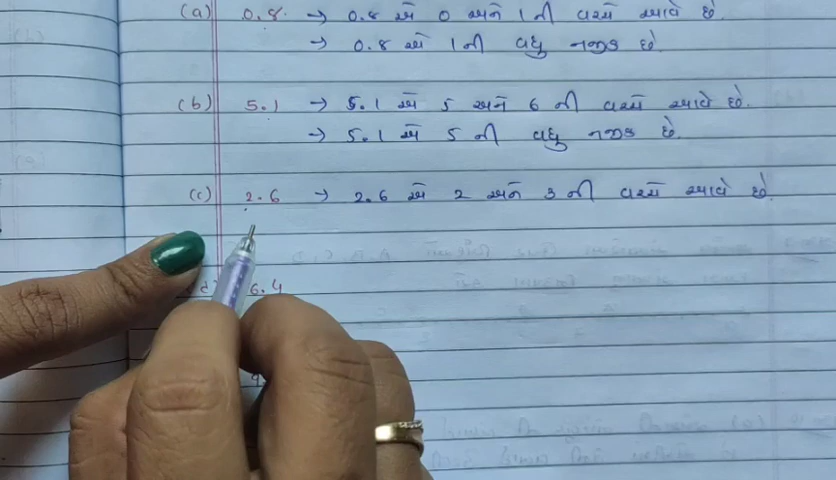 (a) 0.8. → 0.8 એ 0 અને 1 ની વચ્ચે આવે છે.
→ 0.8 એ 1 ની વધુ નજીક છે.
(b) 5.1 → 5.1 એ 5 અને 6 ની વચ્ચે આવે છે.
→ 5.1 એ 5 ની વધુ નજીક છે.
(c) 2.6 → 2.6 એ 2 અને 3 ની વચ્ચે આવે છે.
(d) 6.4
9